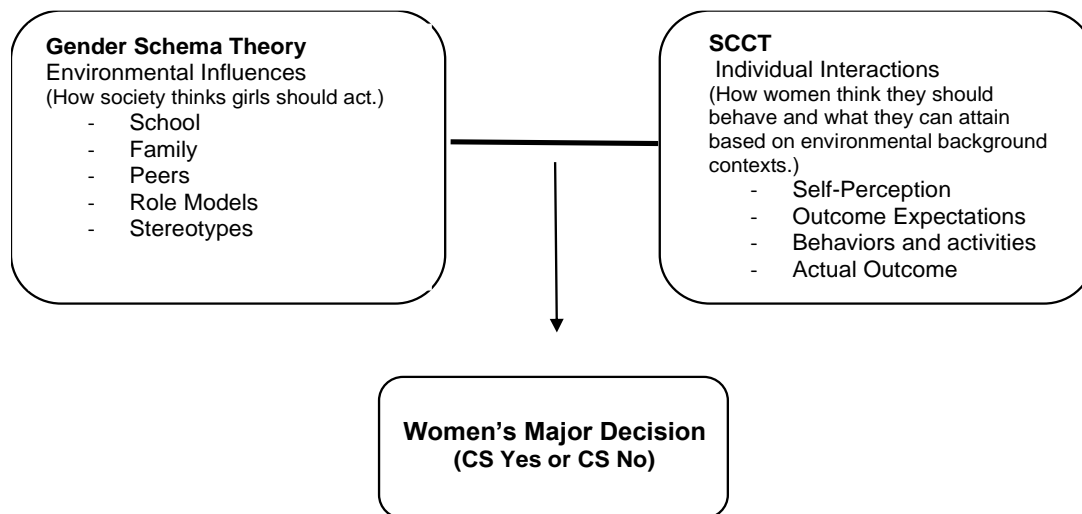 Gender Schema Theory
Environmental Influences
(How society thinks girls should act.)
- School
- Family
- Peers
- Role Models
- Stereotypes
SCCT
Individual Interactions
(How women think they should
behave and what they can attain
based on environmental background
contexts.)
- Self-Perception
- Outcome Expectations
- Behaviors and activities
- Actual Outcome
Women’s Major Decision
(CS Yes or CS No)